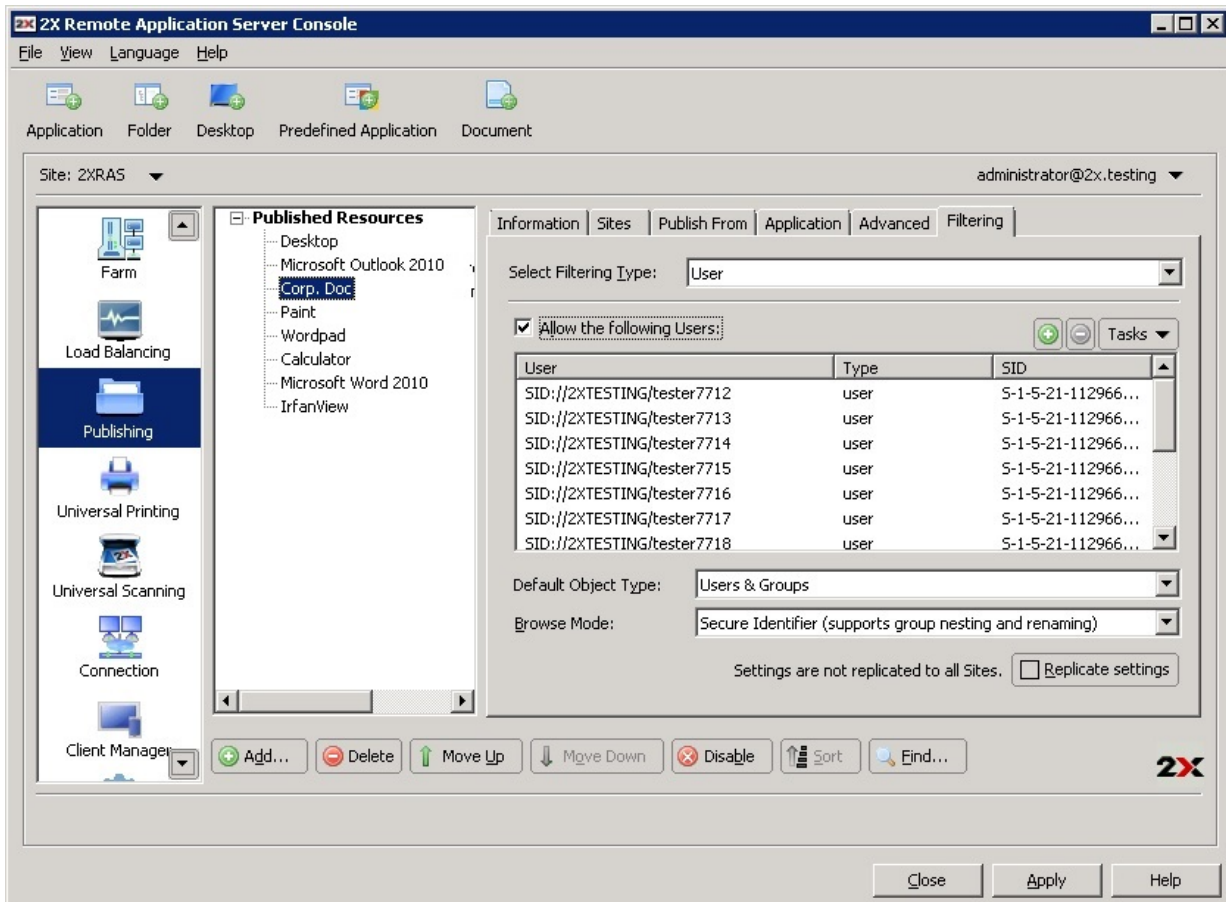 2X 2X Remote Application Server Console
File View Language Help
Application Folder Desktop Predefined Application Document
Site: 2XRAS administrator@2x.testing
Farm
Load Balancing
Publishing
Universal Printing
Universal Scanning
2X
Connection
Client Manager
Published Resources
Desktop
Microsoft Outlook 2010
Corp. Doc
Paint
Wordpad
Calculator
Microsoft Word 2010
IrfanView
Information Sites Publish From Application Advanced Filtering
Select Filtering Type: User
Allow the following Users: Tasks
User Type SID
SID://2XTESTING/tester7712 user S-1-5-21-112966...
SID://2XTESTING/tester7713 user S-1-5-21-112966...
SID://2XTESTING/tester7714 user S-1-5-21-112966...
SID://2XTESTING/tester7715 user S-1-5-21-112966...
SID://2XTESTING/tester7716 user S-1-5-21-112966...
SID://2XTESTING/tester7717 user S-1-5-21-112966...
SID://2XTESTING/tester7718 user S-1-5-21-112966...
Default Object Type: Users & Groups
Browse Mode: Secure Identifier (supports group nesting and renaming)
Settings are not replicated to all Sites. Replicate settings
Add... Delete Move Up Move Down Disable Sort Find...
2X
Close Apply Help